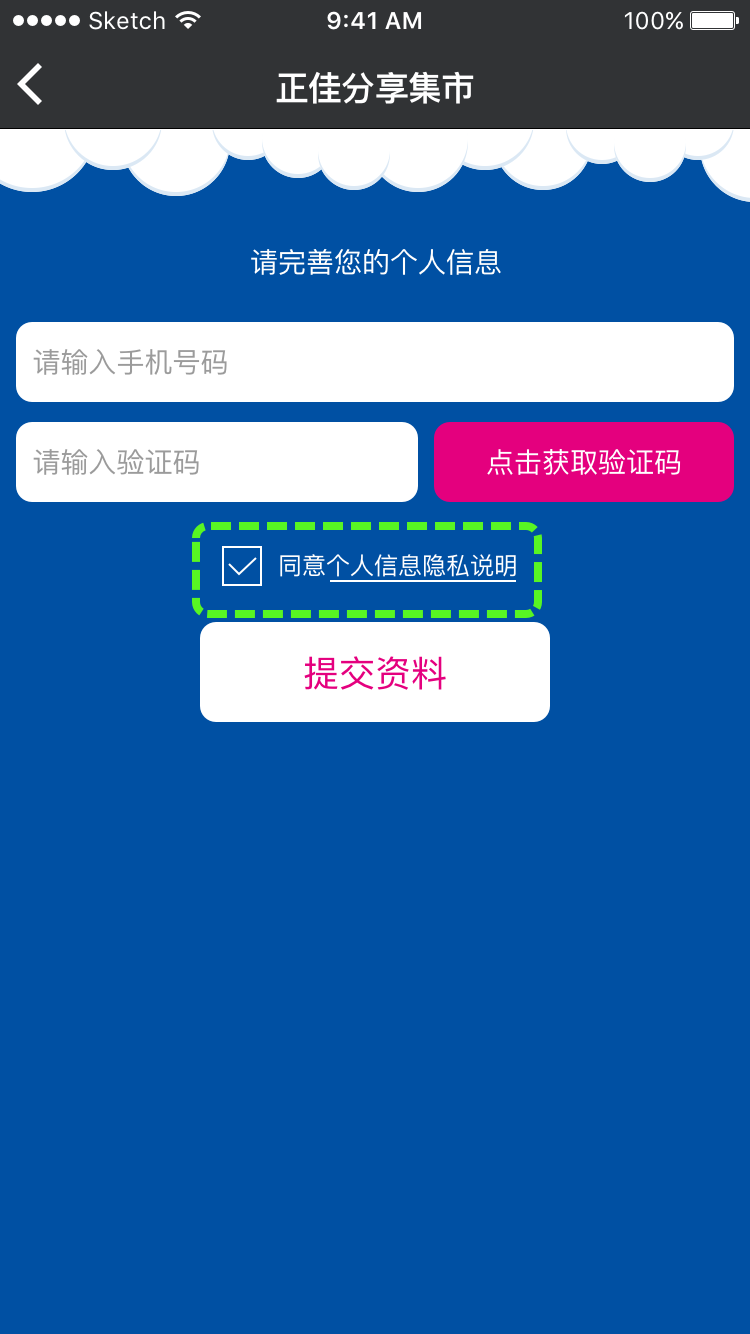 Sketch 9:41 AM 100%
正佳分享集市
请完善您的个人信息
请输入手机号码
请输入验证码 点击获取验证码
同意个人信息隐私说明
提交资料